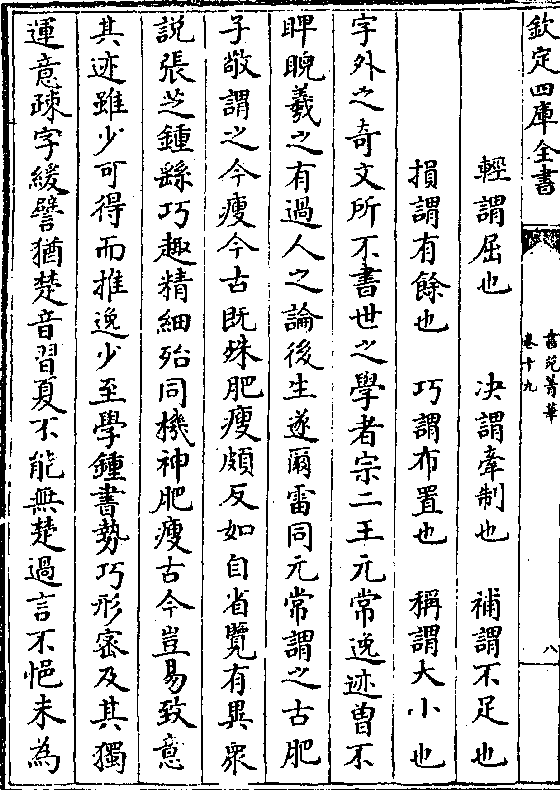 欽定四庫全書
書苑菁華
卷十九
八
輕謂屈也　決謂牽制也　補謂不足也
損謂有餘也　巧謂布置也　稱謂大小也
字外之奇文所不書世之學者宗二王元常逸迹曽不
睥睨羲之有過人之論後生遂爾雷同元常謂之古肥
子敬謂之今瘦今古既殊肥瘦頗反如自省覽有異衆
說張芝鍾繇巧趣精細殆同機神肥瘦古今豈易致意
其迹雖少可得而推逸少至學鍾書勢巧形密及其獨
運意疎字緩譬猶楚音習夏不能無楚過言不悒未為